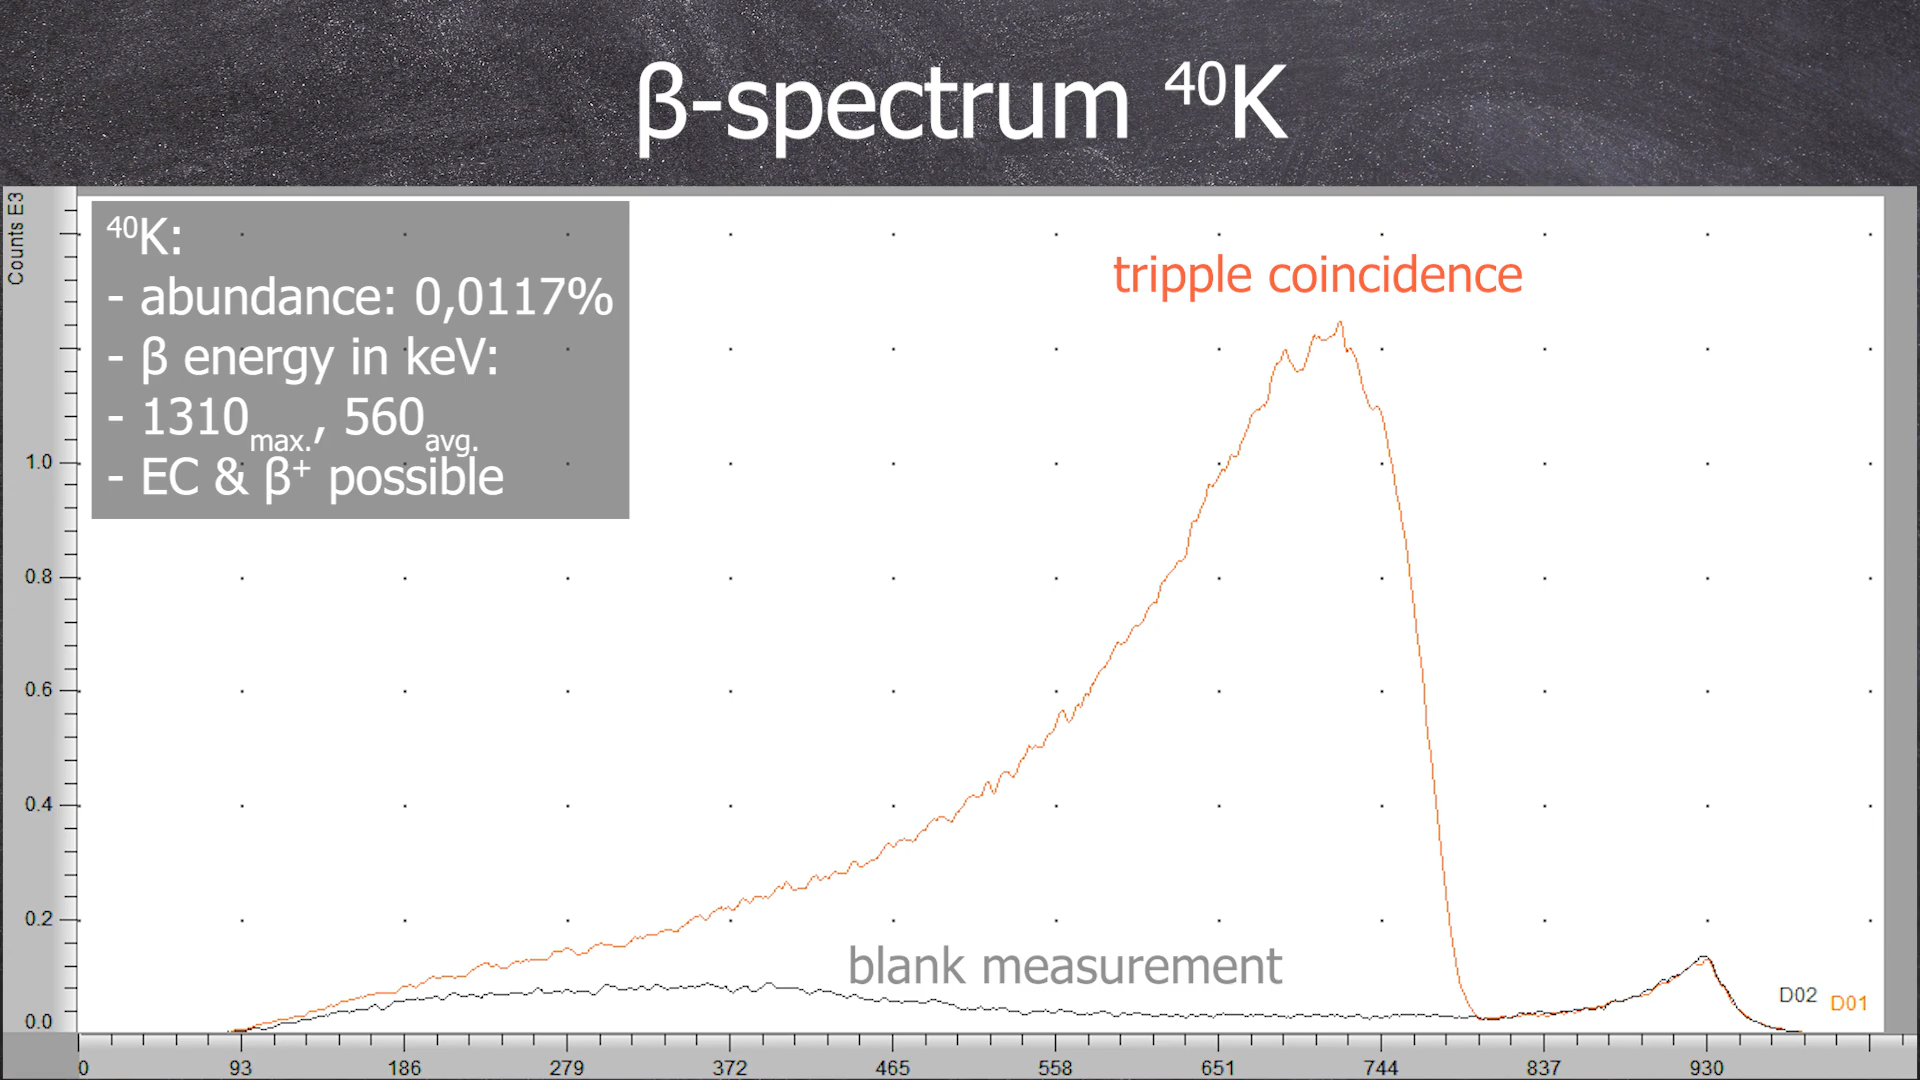 β-spectrum ⁴⁰K
Counts E3
⁴⁰K:
- abundance: 0,0117%
- β energy in keV:
- 1310max., 560avg.
- EC & β⁺ possible
tripple coincidence
1.0
0.8
0.6
0.4
0.2
0.0
blank measurement
D02 D01
0 93 186 279 372 465 558 651 744 837 930